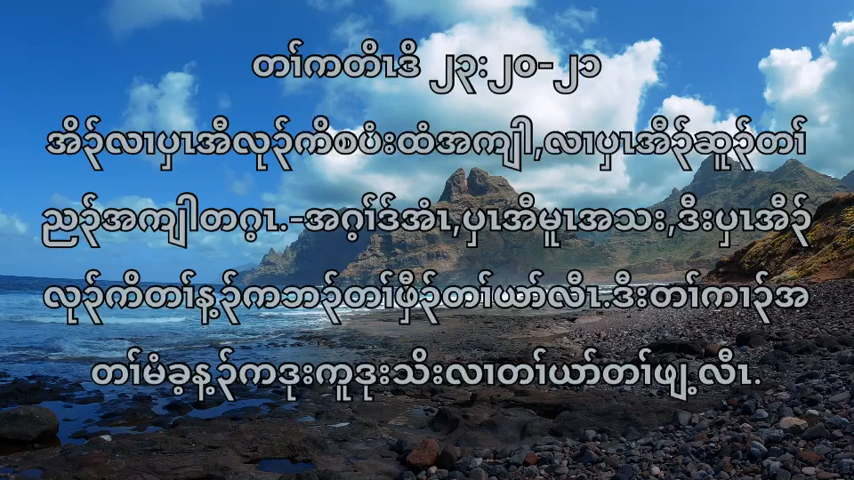 တၢ်ကတိၤဒိ ၂၃:၂၀-၂၁
အိၣ်လၢပှၤအီလုၣ်ကိစပံးထံအကျါ,လၢပှၤအီၣ်ဆူၣ်တၢ်
ညၣ်အကျါတဂ့ၤ.-အဂ့ၢ်ဒ်အံၤ,ပှၤအီမူၤအသး,ဒီးပှၤအီၣ်
လုၣ်ကိတၢ်န့ၣ်ကဘၣ်တၢ်ဖှီၣ်တၢ်ယာ်လီၤ.ဒီးတၢ်ကၢၣ်အ
တၢ်မံခ့န့ၣ်ကဒုးကူဒုးသိးလၢတၢ်ယာ်တၢ်ဖျ့လီၤ.